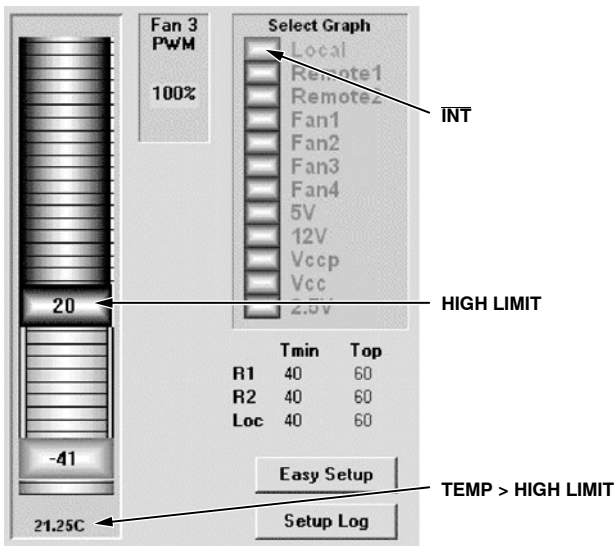 Fan 3
PWM
100%
Select Graph
Local
Remote1
Remote2
Fan1
Fan2
Fan3
Fan4
5V
12V
Vccp
Vcc
2.5V
INT
20
HIGH LIMIT
Tmin Top
R1 40 60
R2 40 60
Loc 40 60
-41
Easy Setup
TEMP > HIGH LIMIT
21.25C
Setup Log